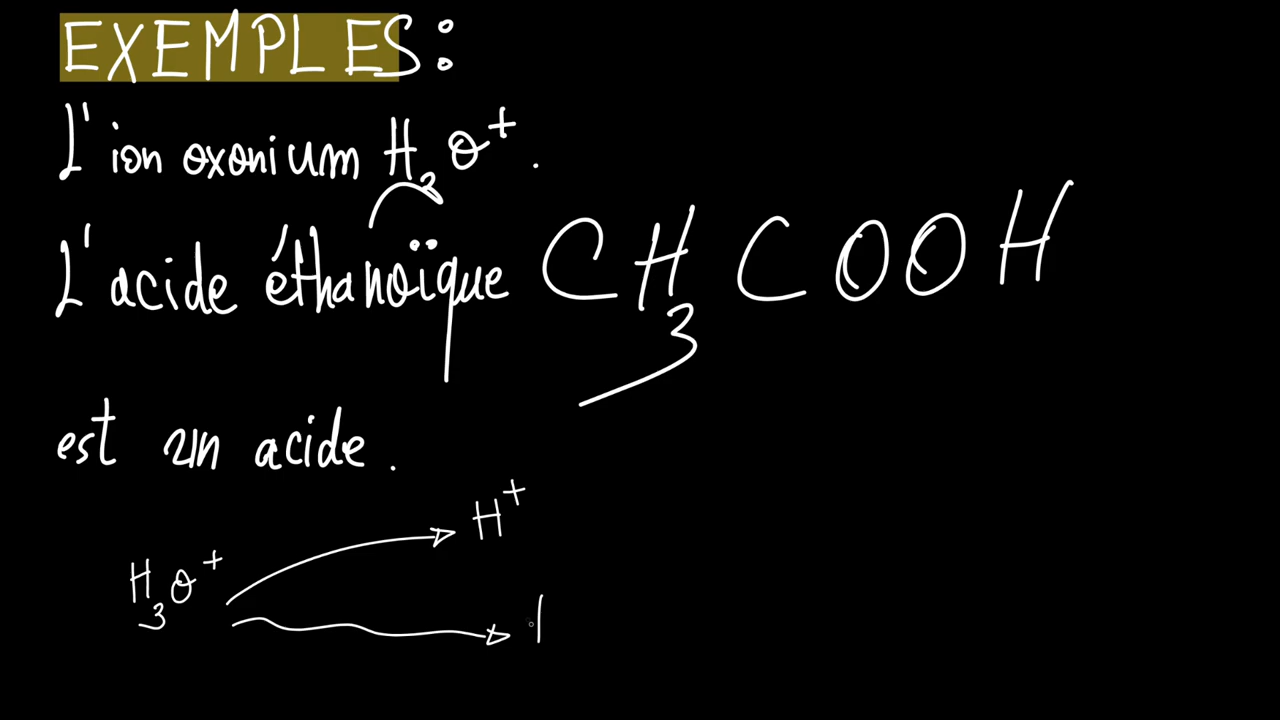 EXEMPLES:
L'ion oxonium H₃O⁺.
L'acide éthanoïque CH₃COOH
est un acide.
H⁺
H₃O⁺